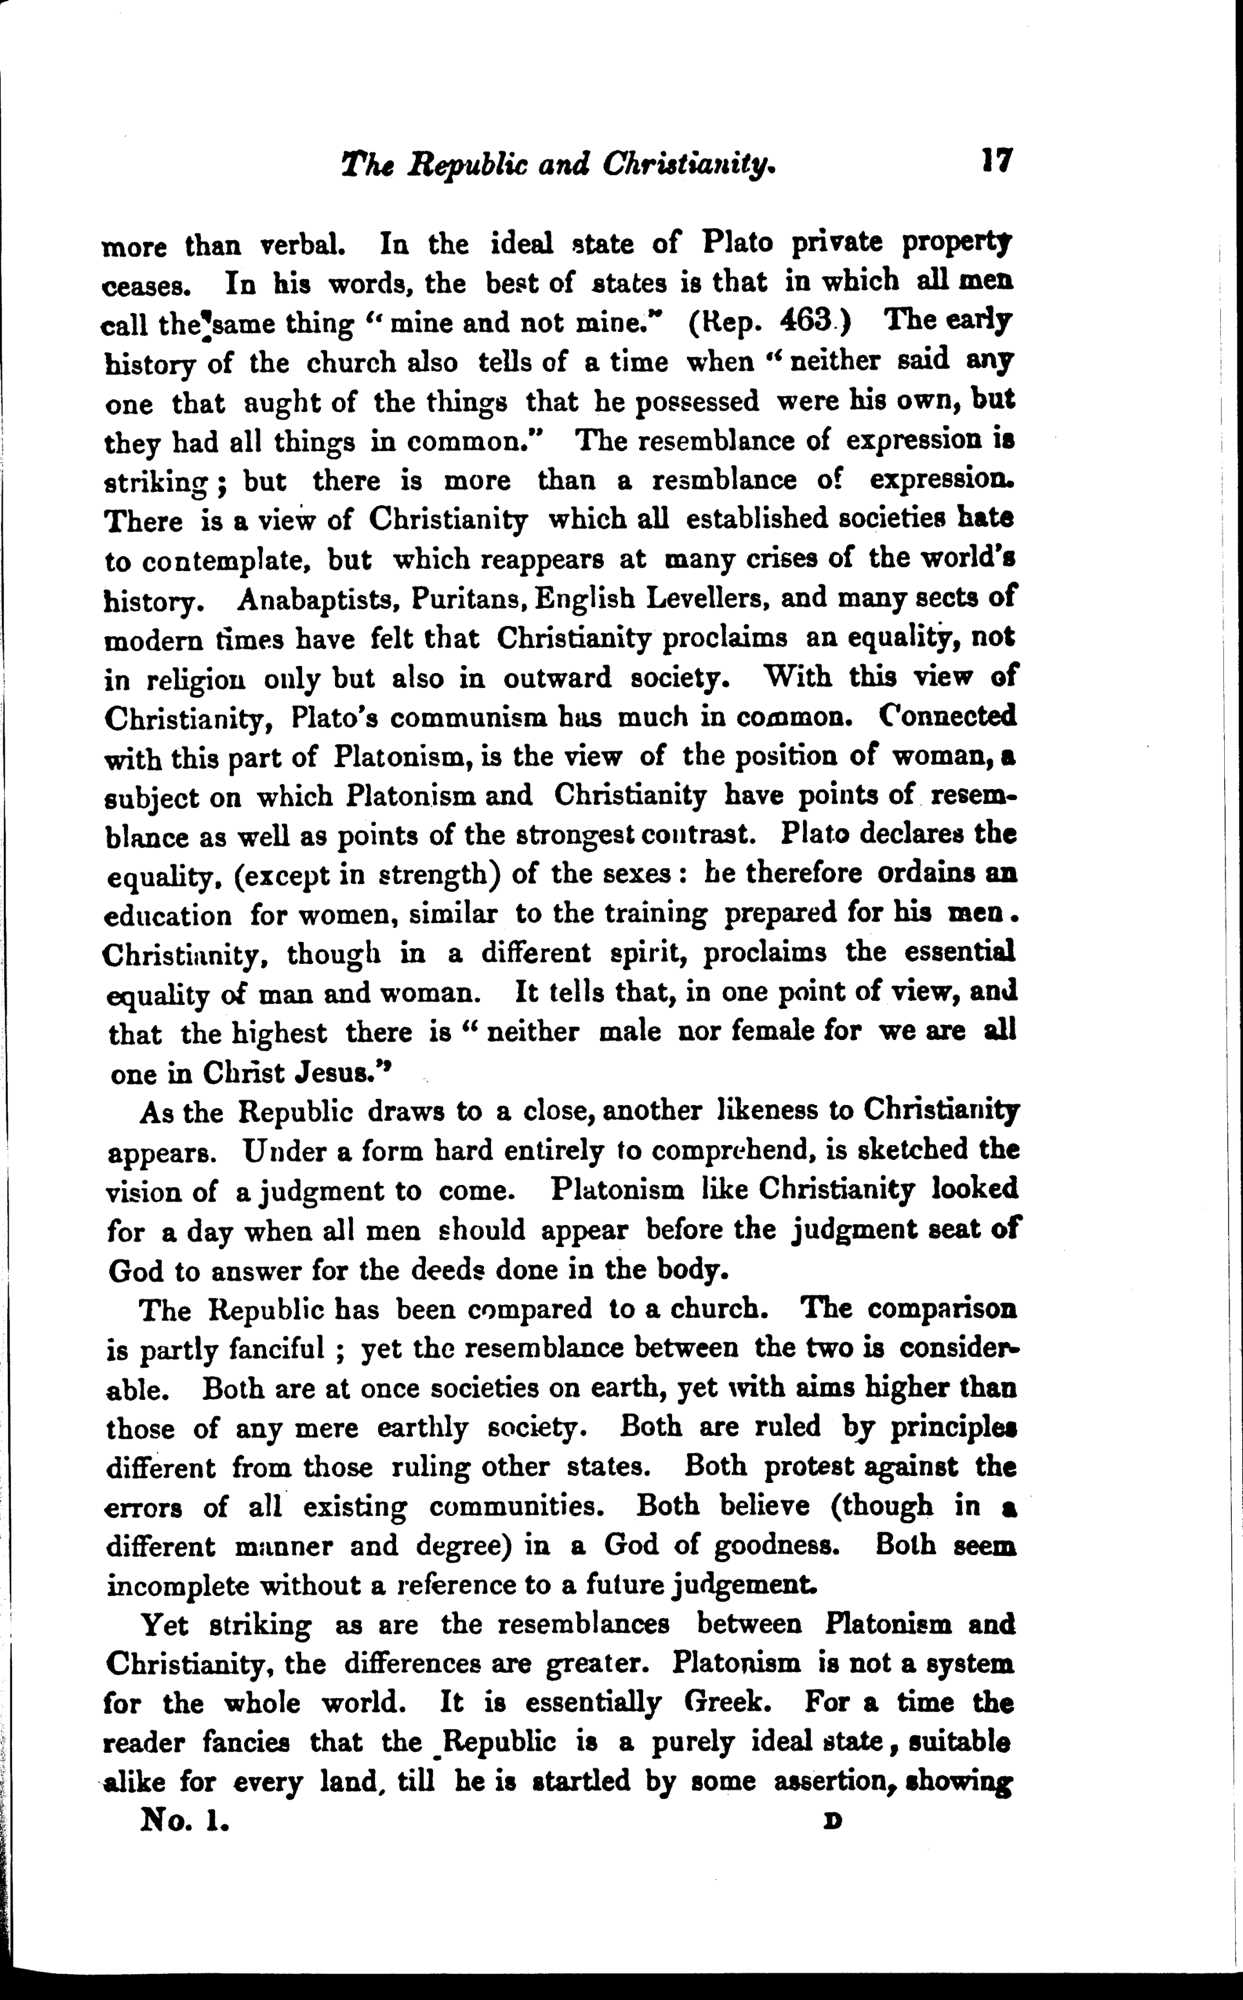 The Republic and Christianity. 17
more than verbal. In the ideal state of Plato private property
ceases. In his words, the best of states is that in which all men
call the same thing “ mine and not mine.” (Rep. 463.) The early
history of the church also tells of a time when “ neither said any
one that aught of the things that he possessed were his own, but
they had all things in common.” The resemblance of expression is
striking ; but there is more than a resmblance of expression.
There is a view of Christianity which all established societies hate
to contemplate, but which reappears at many crises of the world's
history. Anabaptists, Puritans, English Levellers, and many sects of
modern times have felt that Christianity proclaims an equality, not
in religion only but also in outward society. With this view of
Christianity, Plato's communism has much in common. Connected
with this part of Platonism, is the view of the position of woman, a
subject on which Platonism and Christianity have points of resem-
blance as well as points of the strongest contrast. Plato declares the
equality, (except in strength) of the sexes : he therefore ordains an
education for women, similar to the training prepared for his men .
Christianity, though in a different spirit, proclaims the essential
equality of man and woman. It tells that, in one point of view, and
that the highest there is “ neither male nor female for we are all
one in Christ Jesus.”
As the Republic draws to a close, another likeness to Christianity
appears. Under a form hard entirely to comprehend, is sketched the
vision of a judgment to come. Platonism like Christianity looked
for a day when all men should appear before the judgment seat of
God to answer for the deeds done in the body.
The Republic has been compared to a church. The comparison
is partly fanciful ; yet the resemblance between the two is consider-
able. Both are at once societies on earth, yet with aims higher than
those of any mere earthly society. Both are ruled by principles
different from those ruling other states. Both protest against the
errors of all existing communities. Both believe (though in a
different manner and degree) in a God of goodness. Both seem
incomplete without a reference to a future judgement.
Yet striking as are the resemblances between Platonism and
Christianity, the differences are greater. Platonism is not a system
for the whole world. It is essentially Greek. For a time the
reader fancies that the Republic is a purely ideal state , suitable
alike for every land, till he is startled by some assertion, showing
No. 1. D